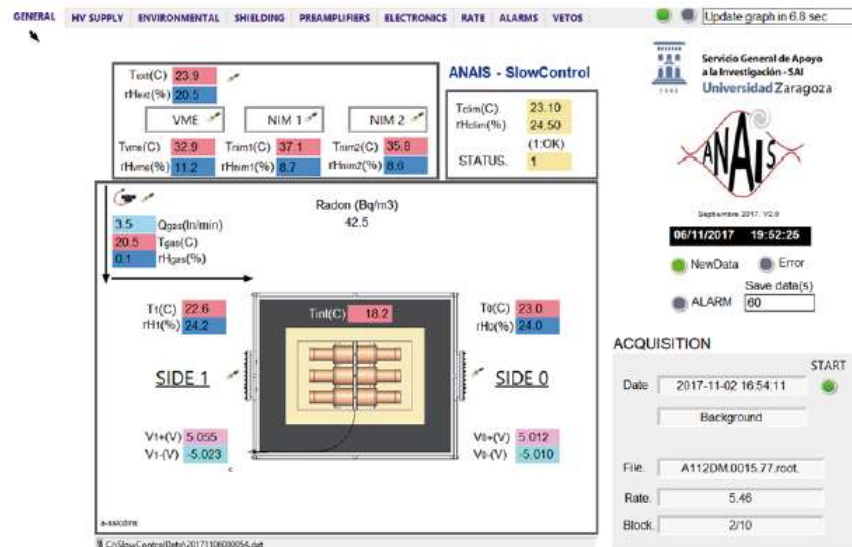 GENERAL HV SUPPLY ENVIRONMENTAL SHIELDING PREAMPLIFIERS ELECTRONICS RATE ALARMS VETOS
Update graph in 6.8 sec
Text(C) 23.9
rHext(%) 20.5
VME NIM 1 NIM 2
Tvme(C) 32.9 Tnim1(C) 37.1 Tnim2(C) 35.8
rHvme(%) 11.2 rHnim1(%) 8.7 rHnim2(%) 8.6
ANAIS - SlowControl
Tclim(C). 23.10
rHclim(%). 24.50
(1:OK)
STATUS. 1
Servicio General de Apoyo
a la Investigación - SAI
Universidad Zaragoza
1542
ANAIS
Septiembre 2017. V2.0
06/11/2017 19:52:25
NewData Error
Save data(s)
ALARM 60
Radon (Bq/m3)
42.5
3.5 Qgas(ln/min)
20.5 Tgas(C)
0.1 rHgas(%)
T1(C) 22.6
rH1(%) 24.2
Tint(C) 18.2
T0(C) 23.0
rH0(%) 24.0
SIDE 1 SIDE 0
V1+(V) 5.055
V1-(V) -5.023
V0+(V) 5.012
V0-(V) -5.010
ACQUISITION
START
Date 2017-11-02 16:54:11
Background
File. A112DM.0015.77.root.
Rate. 5.46
Block. 2/10